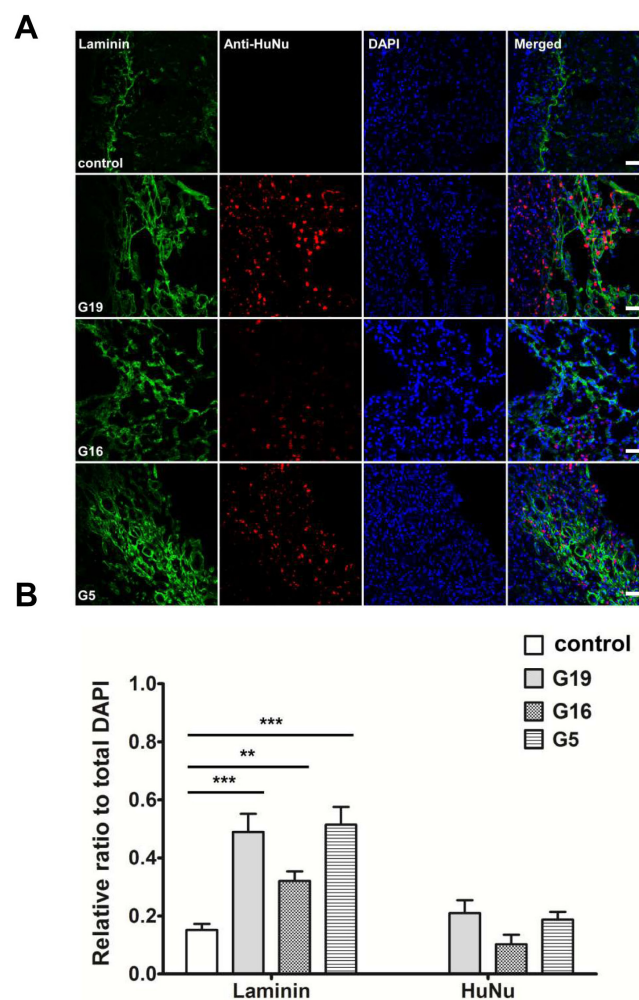 A
Laminin Anti-HuNu DAPI Merged
control
G19
G16
G5
B
control
G19
G16
G5
Relative ratio to total DAPI
1.0
0.8
0.6
0.4
0.2
0.0
***
**
***
Laminin HuNu